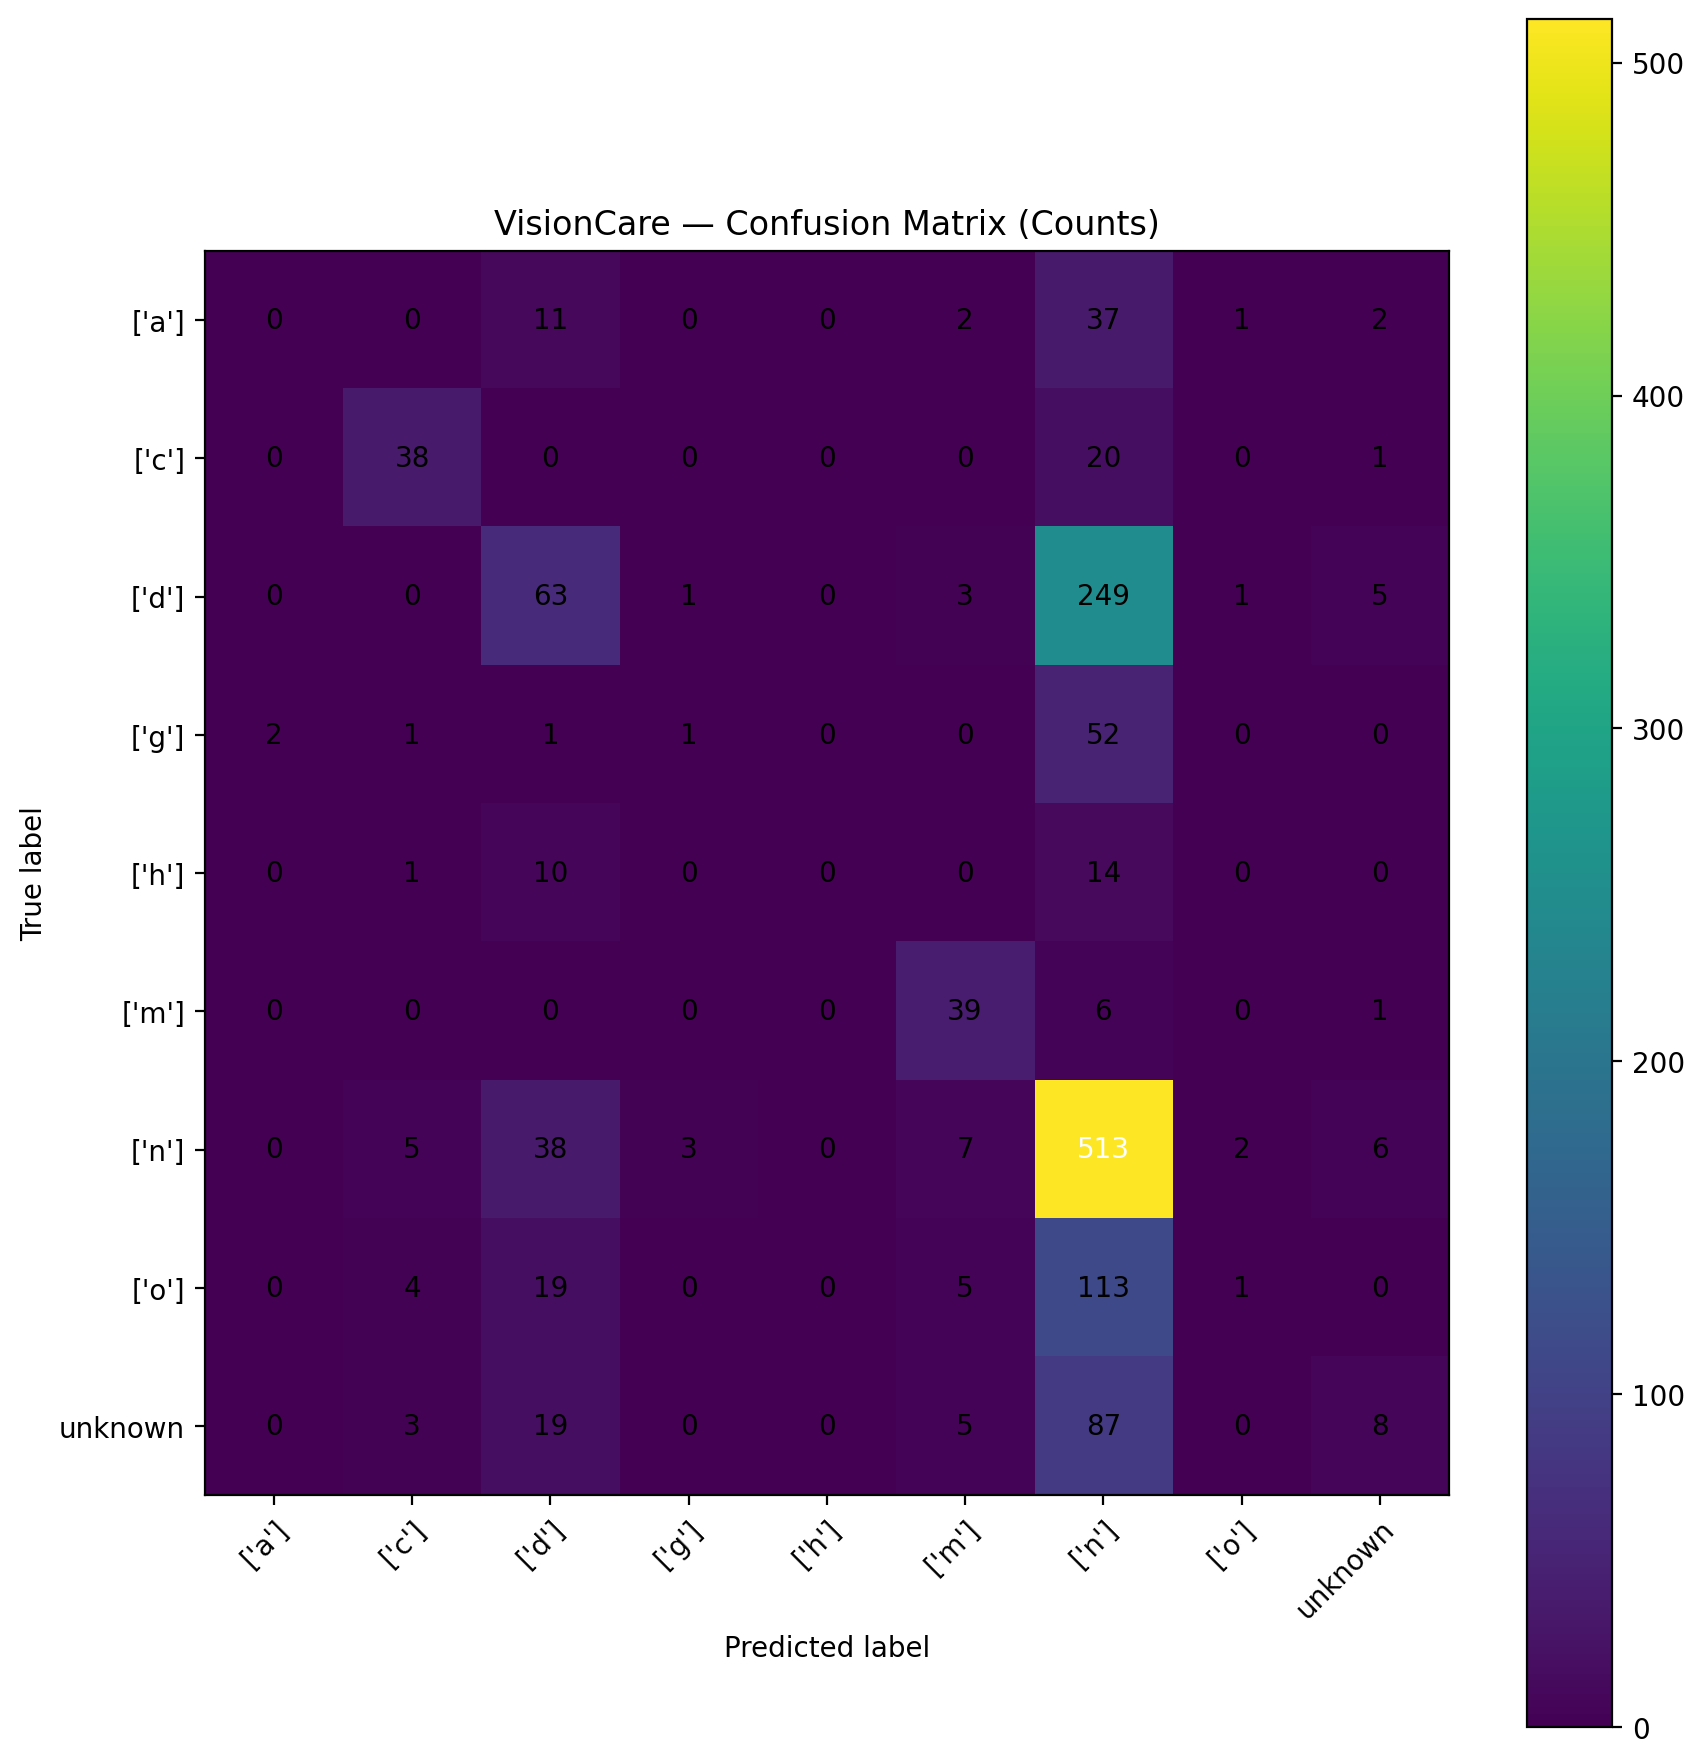 VisionCare — Confusion Matrix (Counts)
['a'] 0 0 11 0 0 2 37 1 2
['c'] 0 38 0 0 0 0 20 0 1
['d'] 0 0 63 1 0 3 249 1 5
['g'] 2 1 1 1 0 0 52 0 0
['h'] 0 1 10 0 0 0 14 0 0
['m'] 0 0 0 0 0 39 6 0 1
['n'] 0 5 38 3 0 7 513 2 6
['o'] 0 4 19 0 0 5 113 1 0
unknown 0 3 19 0 0 5 87 0 8
['a'] ['c'] ['d'] ['g'] ['h'] ['m'] ['n'] ['o'] unknown
Predicted label
True label
500
400
300
200
100
0